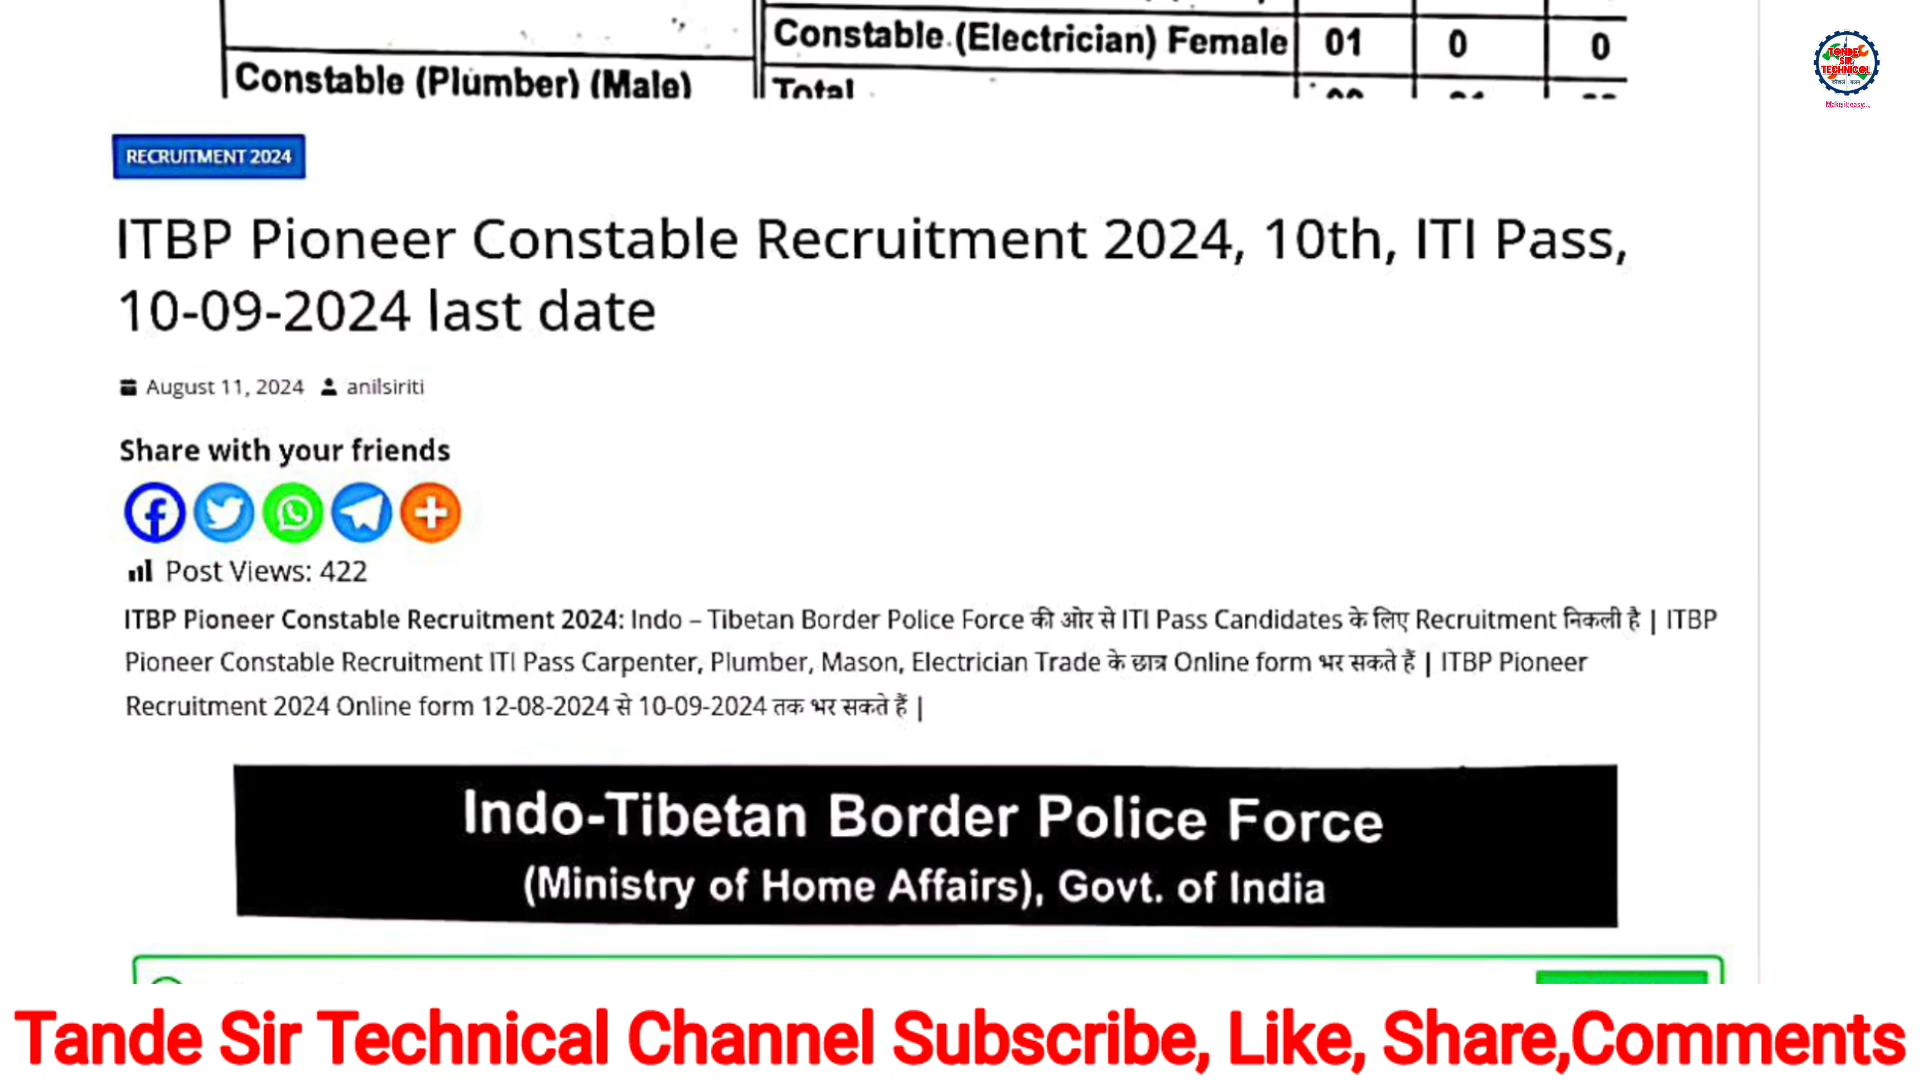 Constable (Electrician) Female 01 0 0
Constable (Plumber) (Male) Total
TANDE
SIR
TECHNICAL
RECRUITMENT 2024
ITBP Pioneer Constable Recruitment 2024, 10th, ITI Pass,
10-09-2024 last date
August 11, 2024 anilsiriti
Share with your friends
Post Views: 422
ITBP Pioneer Constable Recruitment 2024: Indo – Tibetan Border Police Force की ओर से ITI Pass Candidates के लिए Recruitment निकली है | ITBP
Pioneer Constable Recruitment ITI Pass Carpenter, Plumber, Mason, Electrician Trade के छात्र Online form भर सकते हैं | ITBP Pioneer
Recruitment 2024 Online form 12-08-2024 से 10-09-2024 तक भर सकते हैं |
Indo-Tibetan Border Police Force
(Ministry of Home Affairs), Govt. of India
Tande Sir Technical Channel Subscribe, Like, Share,Comments